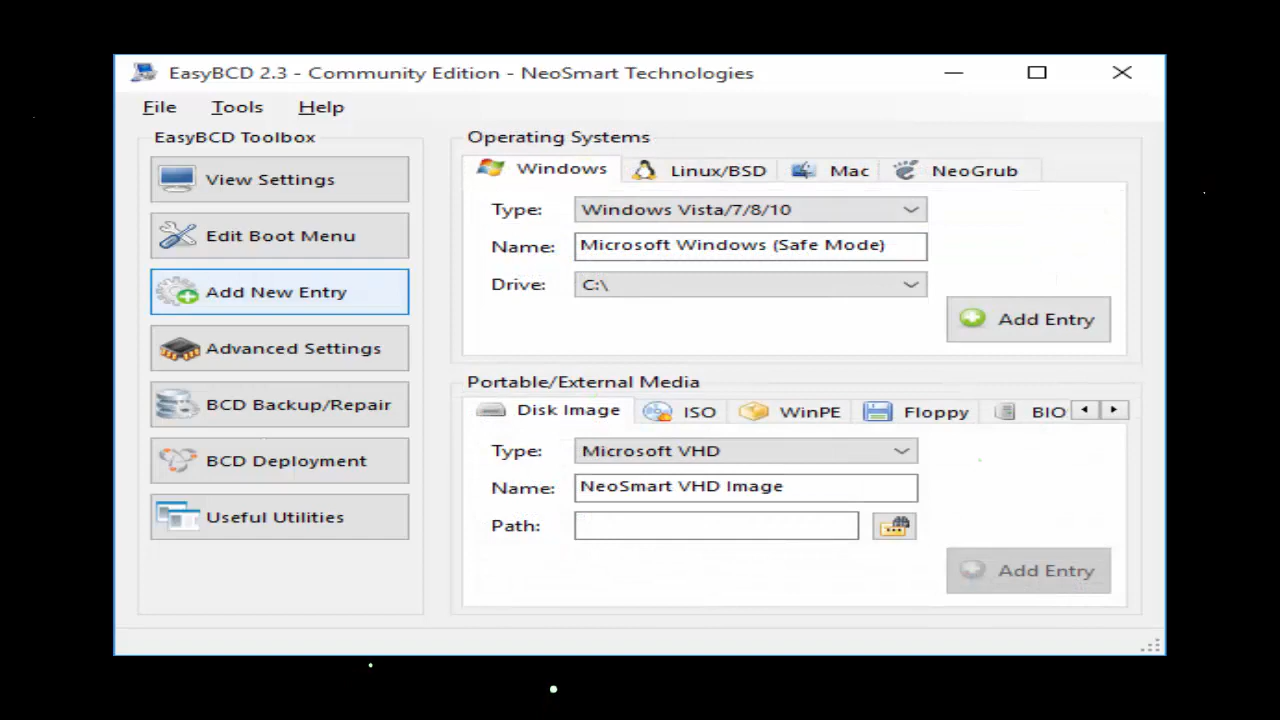 EasyBCD 2.3 - Community Edition - NeoSmart Technologies
File Tools Help
EasyBCD Toolbox
View Settings
Edit Boot Menu
Add New Entry
Advanced Settings
BCD Backup/Repair
BCD Deployment
Useful Utilities
Operating Systems
Windows Linux/BSD Mac NeoGrub
Type: Windows Vista/7/8/10
Name: Microsoft Windows (Safe Mode)
Drive: C:\
Add Entry
Portable/External Media
Disk Image ISO WinPE Floppy BIO
Type: Microsoft VHD
Name: NeoSmart VHD Image
Path:
Add Entry